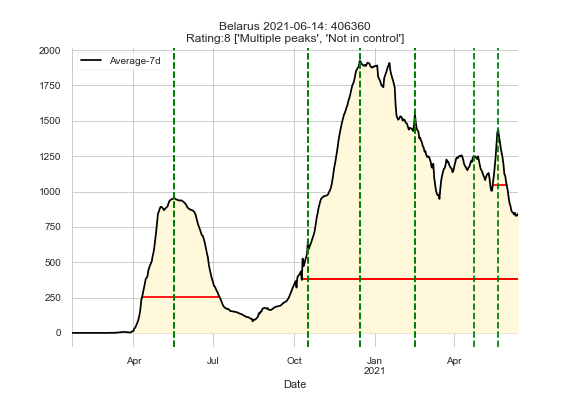 Belarus 2021-06-14: 406360
Rating:8 ['Multiple peaks', 'Not in control']
2000
Average-7d
1750
1500
1250
1000
750
500
250
0
Apr
Jul
Oct
Jan
2021
Apr
Date